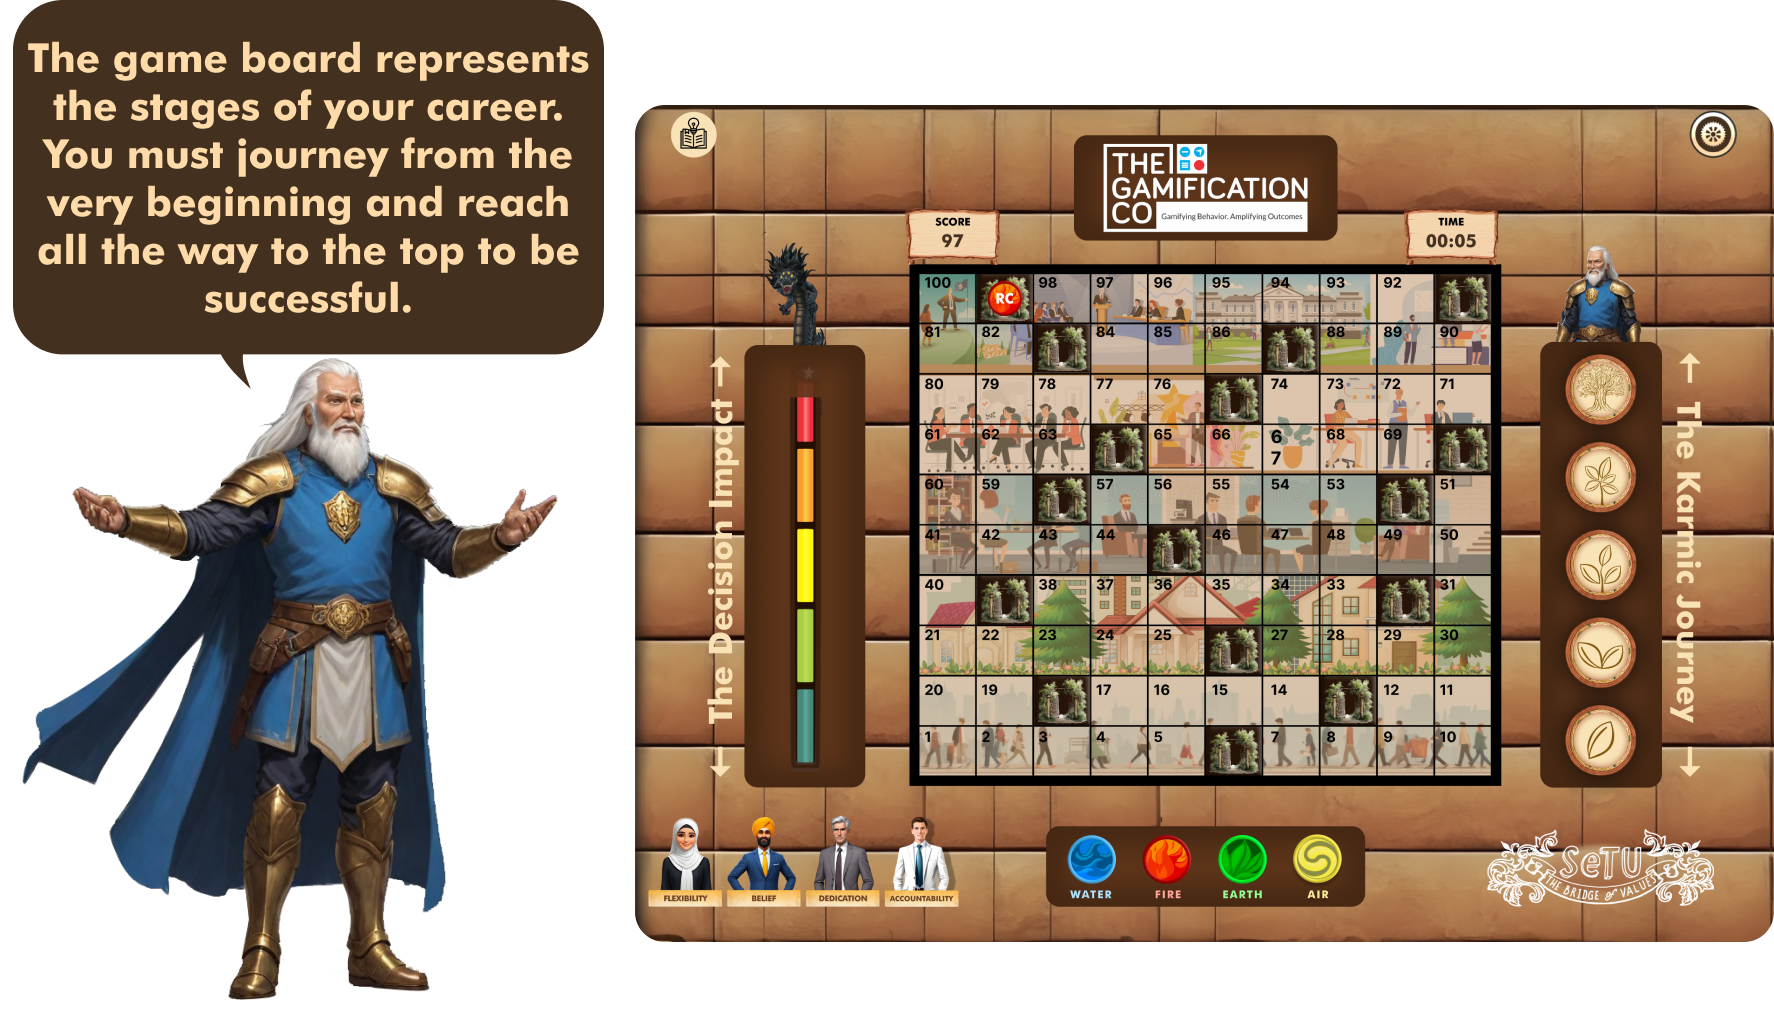 The game board represents
the stages of your career.
You must journey from the
very beginning and reach
all the way to the top to be
successful.
THE
GAMIFICATION
CO
Gamifying Behavior. Amplifying Outcomes
SCORE
97
TIME
00:05
100 RC 98 97 96 95 94 93 92
81 82 84 85 86 88 89 90
80 79 78 77 76 74 73 72 71
61 62 63 65 66 67 68 69
60 59 57 56 55 54 53 51
41 42 43 44 46 47 48 49 50
40 38 37 36 35 34 33 31
21 22 23 24 25 27 28 29 30
20 19 17 16 15 14 12 11
1 2 3 4 5 7 8 9 10
The Decision Impact
The Karmic Journey
FLEXIBILITY
BELIEF
DEDICATION
ACCOUNTABILITY
WATER
FIRE
EARTH
AIR
SeTU
THE BRIDGE of VALUES